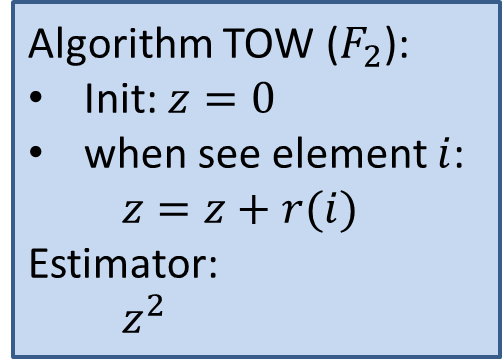 Algorithm TOW (𝐹₂):
• Init: 𝑧 = 0
• when see element 𝑖:
𝑧 = 𝑧 + 𝑟(𝑖)
Estimator:
𝑧²